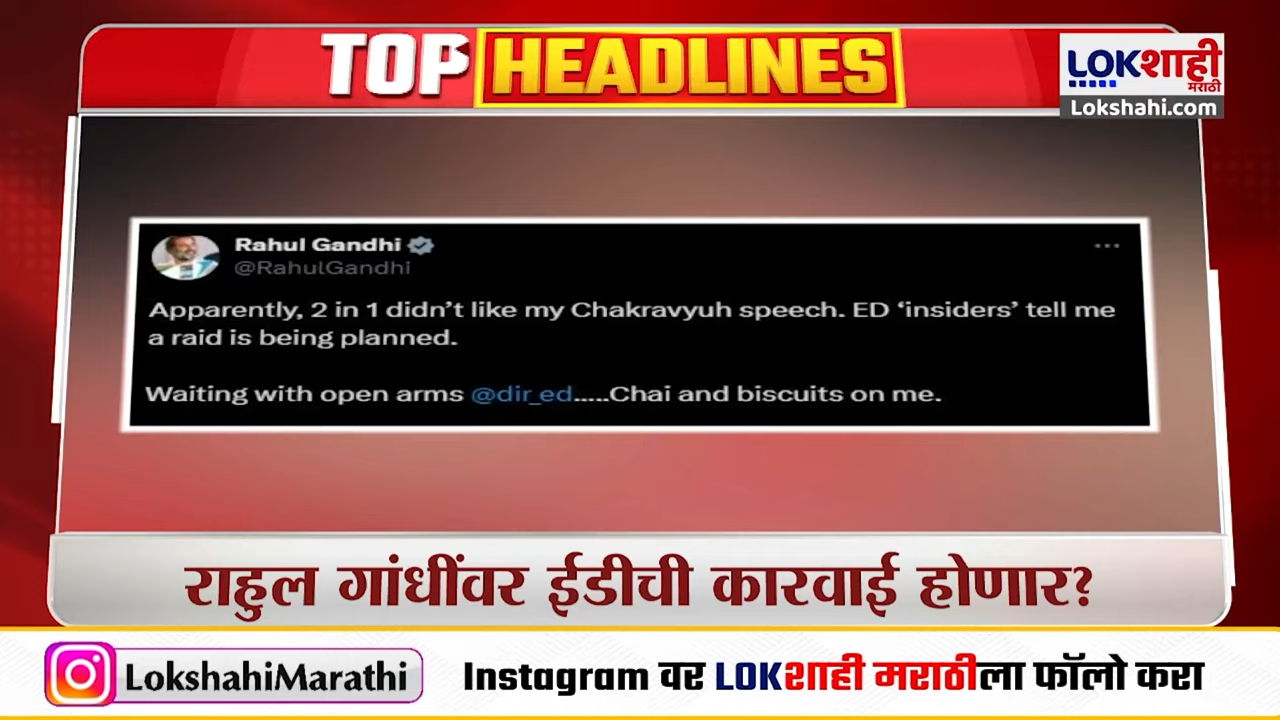 TOP HEADLINES
LOKशाही
मराठी
Lokshahi.com
Rahul Gandhi
@RahulGandhi
Apparently, 2 in 1 didn’t like my Chakravyuh speech. ED ‘insiders’ tell me
a raid is being planned.
Waiting with open arms @dir_ed.....Chai and biscuits on me.
राहुल गांधींवर ईडीची कारवाई होणार?
LokshahiMarathi
Instagram वर LOKशाही मराठीला फॉलो करा